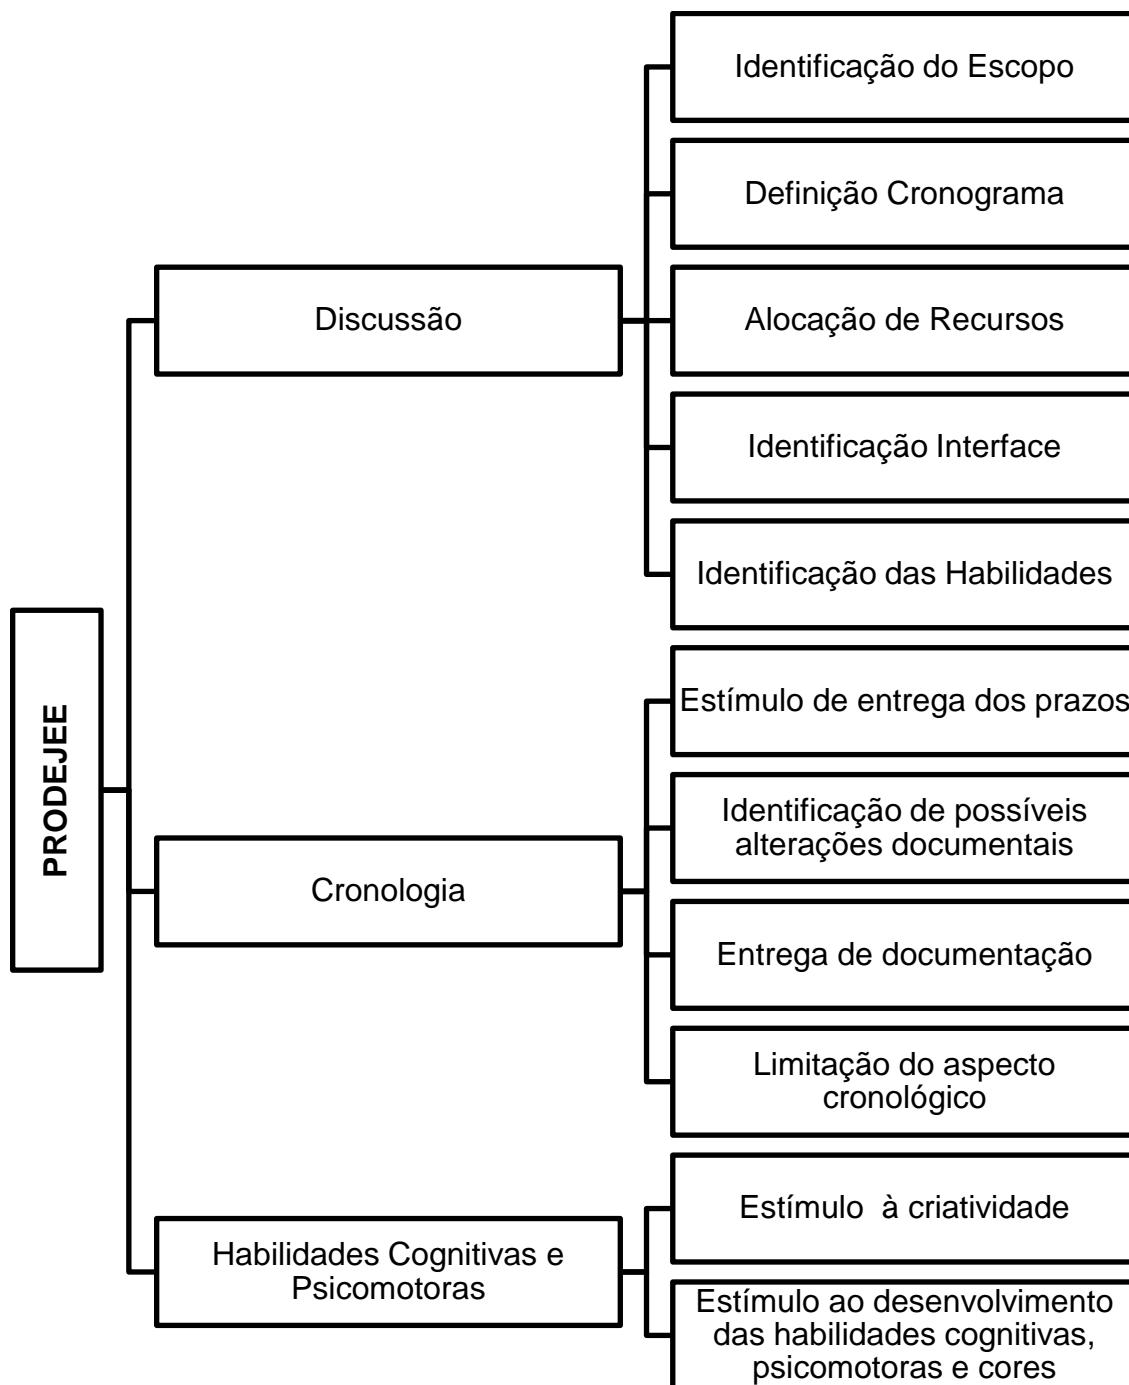 PRODEJEE
Discussão
Identificação do Escopo
Definição Cronograma
Alocação de Recursos
Identificação Interface
Identificação das Habilidades
Cronologia
Estímulo de entrega dos prazos
Identificação de possíveis
alterações documentais
Entrega de documentação
Limitação do aspecto
cronológico
Habilidades Cognitivas e
Psicomotoras
Estímulo  à criatividade
Estímulo ao desenvolvimento
das habilidades cognitivas,
psicomotoras e cores